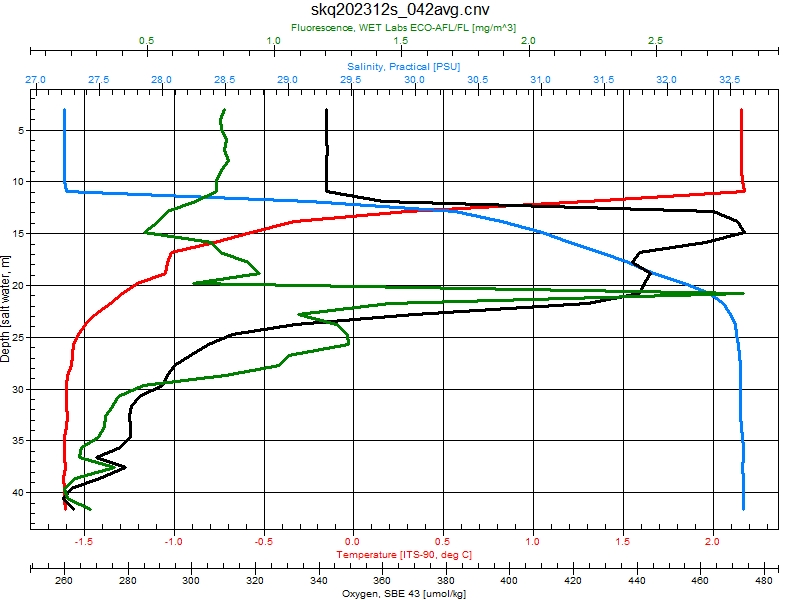 skq202312s_042avg.cnv
Fluorescence, WET Labs ECO-AFL/FL [mg/m^3]
0.5 1.0 1.5 2.0 2.5
Salinity, Practical [PSU]
27.0 27.5 28.0 28.5 29.0 29.5 30.0 30.5 31.0 31.5 32.0 32.5
Depth [salt water, m]
5
10
15
20
25
30
35
40
-1.5 -1.0 -0.5 0.0 0.5 1.0 1.5 2.0
Temperature [ITS-90, deg C]
260 280 300 320 340 360 380 400 420 440 460 480
Oxygen, SBE 43 [umol/kg]